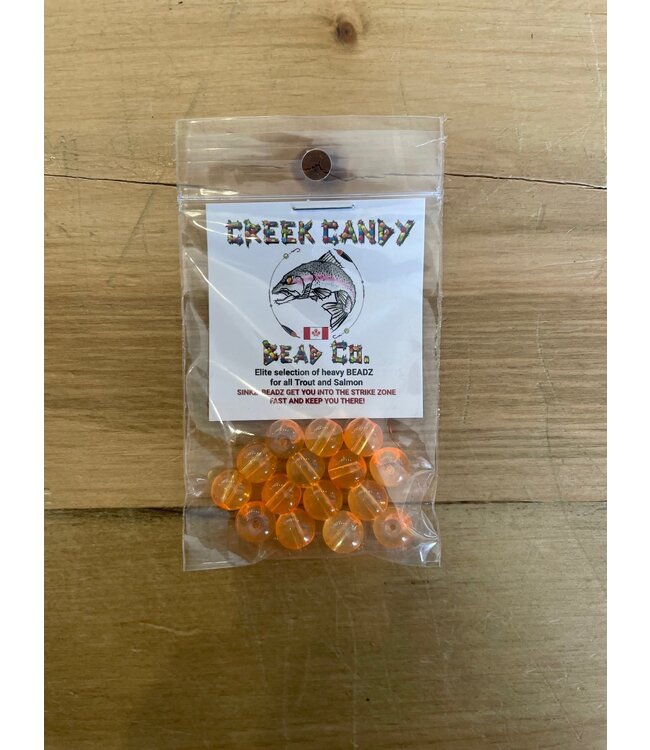 CREEK CANDY
BEAD CO.
Elite selection of heavy BEADZ
for all Trout and Salmon
BEADZ GET YOU INTO THE STRIKE ZONE
FAST AND KEEP YOU THERE!